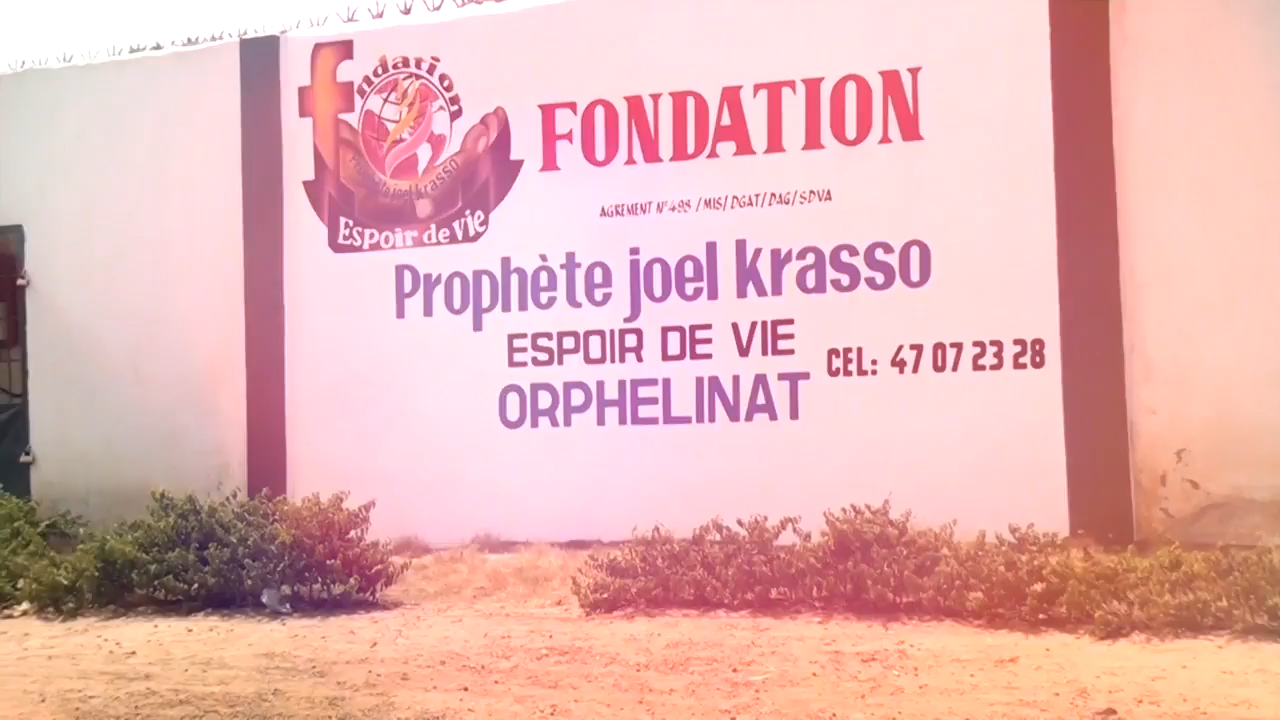 fondation
Prophète joel krasso
Espoir de Vie
FONDATION
AGREMENT N° 498 / MIS/ DGAT/ DAG/ SDVA
Prophète joel krasso
ESPOIR DE VIE
ORPHELINAT
CEL: 47 07 23 28